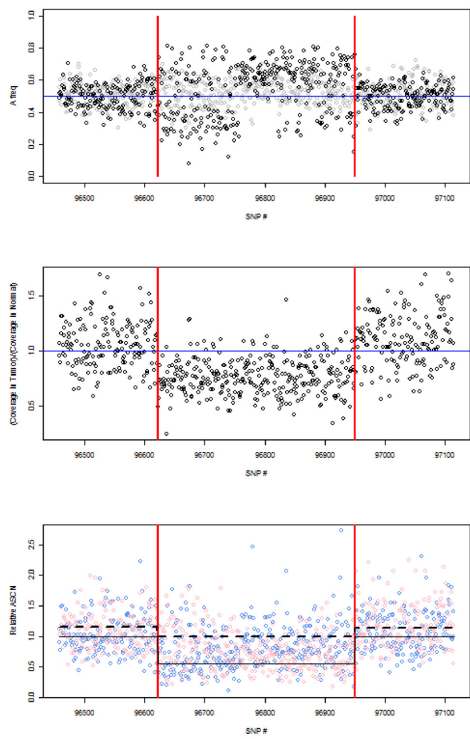 A freq
0.0 0.2 0.4 0.6 0.8 1.0
96500 96600 96700 96800 96900 97000 97100
SNP #
(Coverage in Tumor)/(Coverage in Normal)
0.5 1.0 1.5
96500 96600 96700 96800 96900 97000 97100
SNP #
Relative ASCN
0.0 0.5 1.0 1.5 2.0 2.5
96500 96600 96700 96800 96900 97000 97100
SNP #